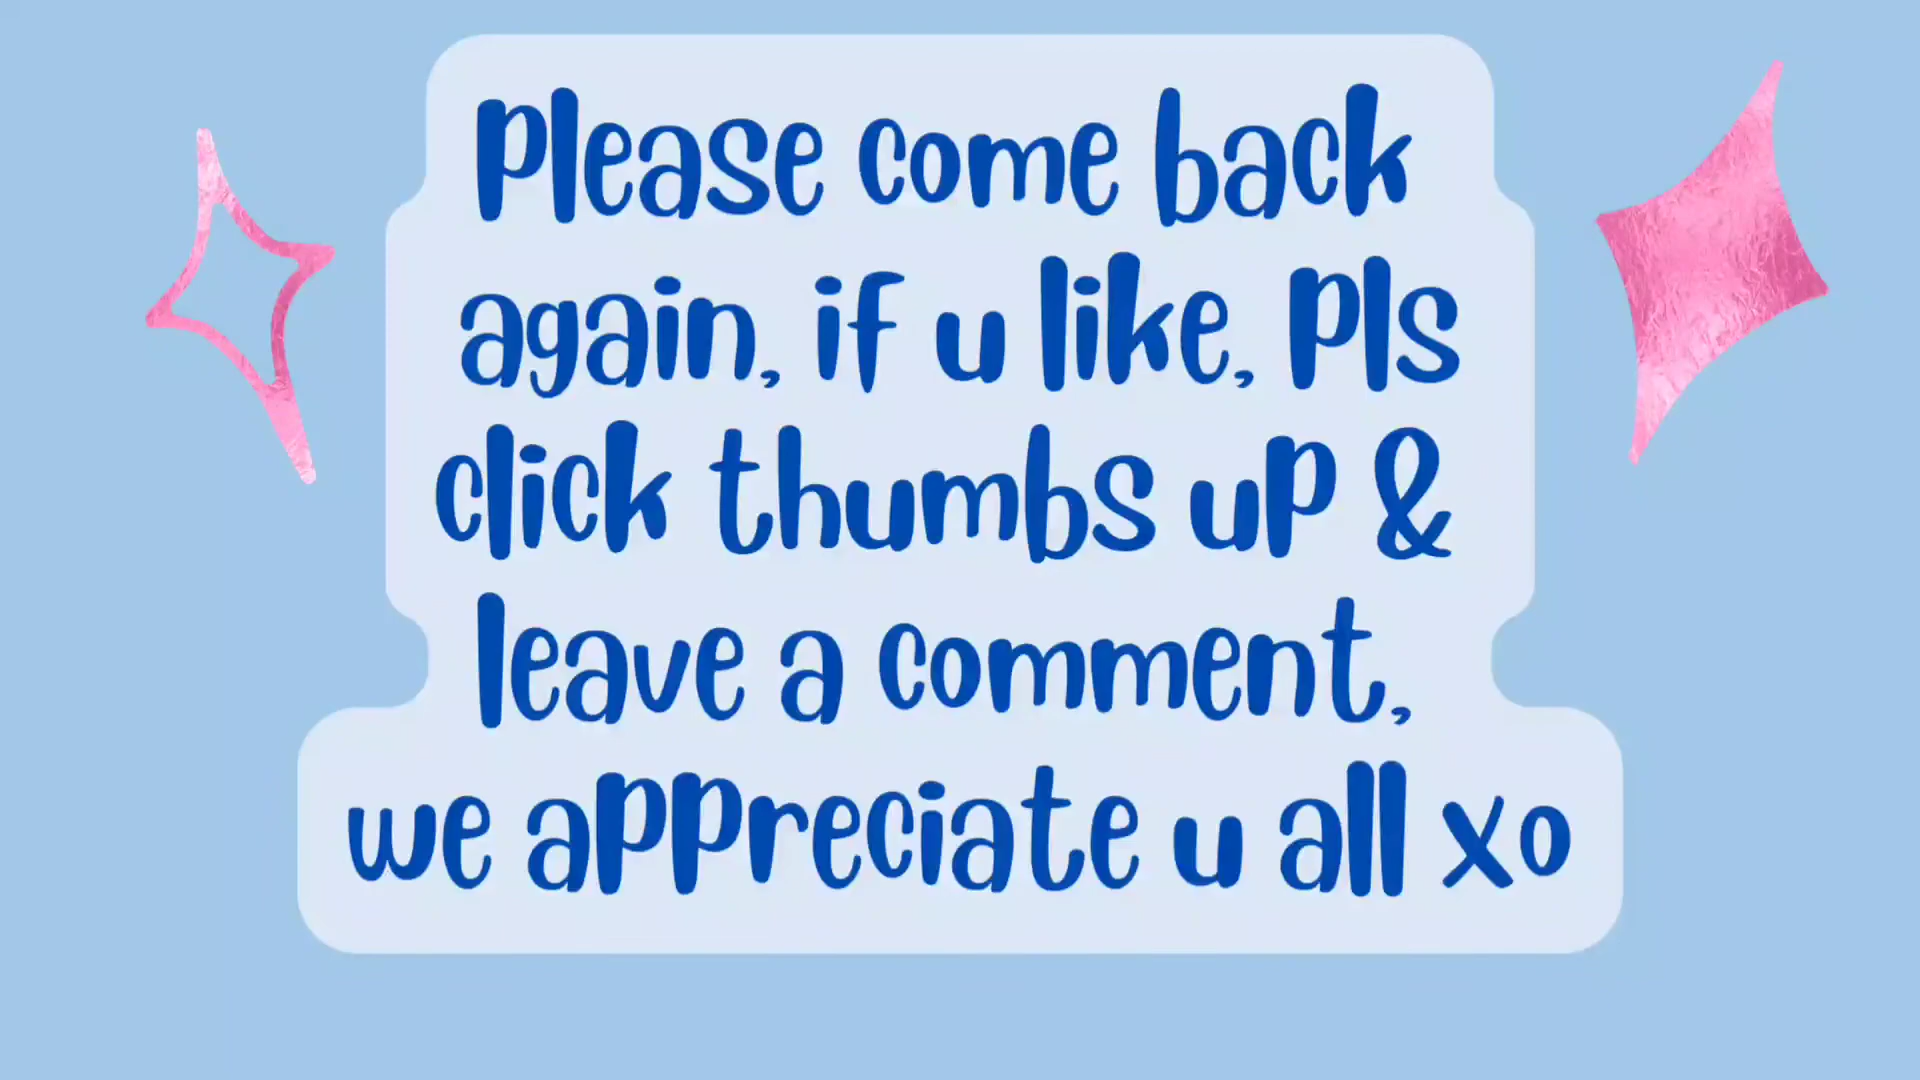 Please come back
again, if u like, pls
click thumbs up &
leave a comment,
we appreciate u all xo